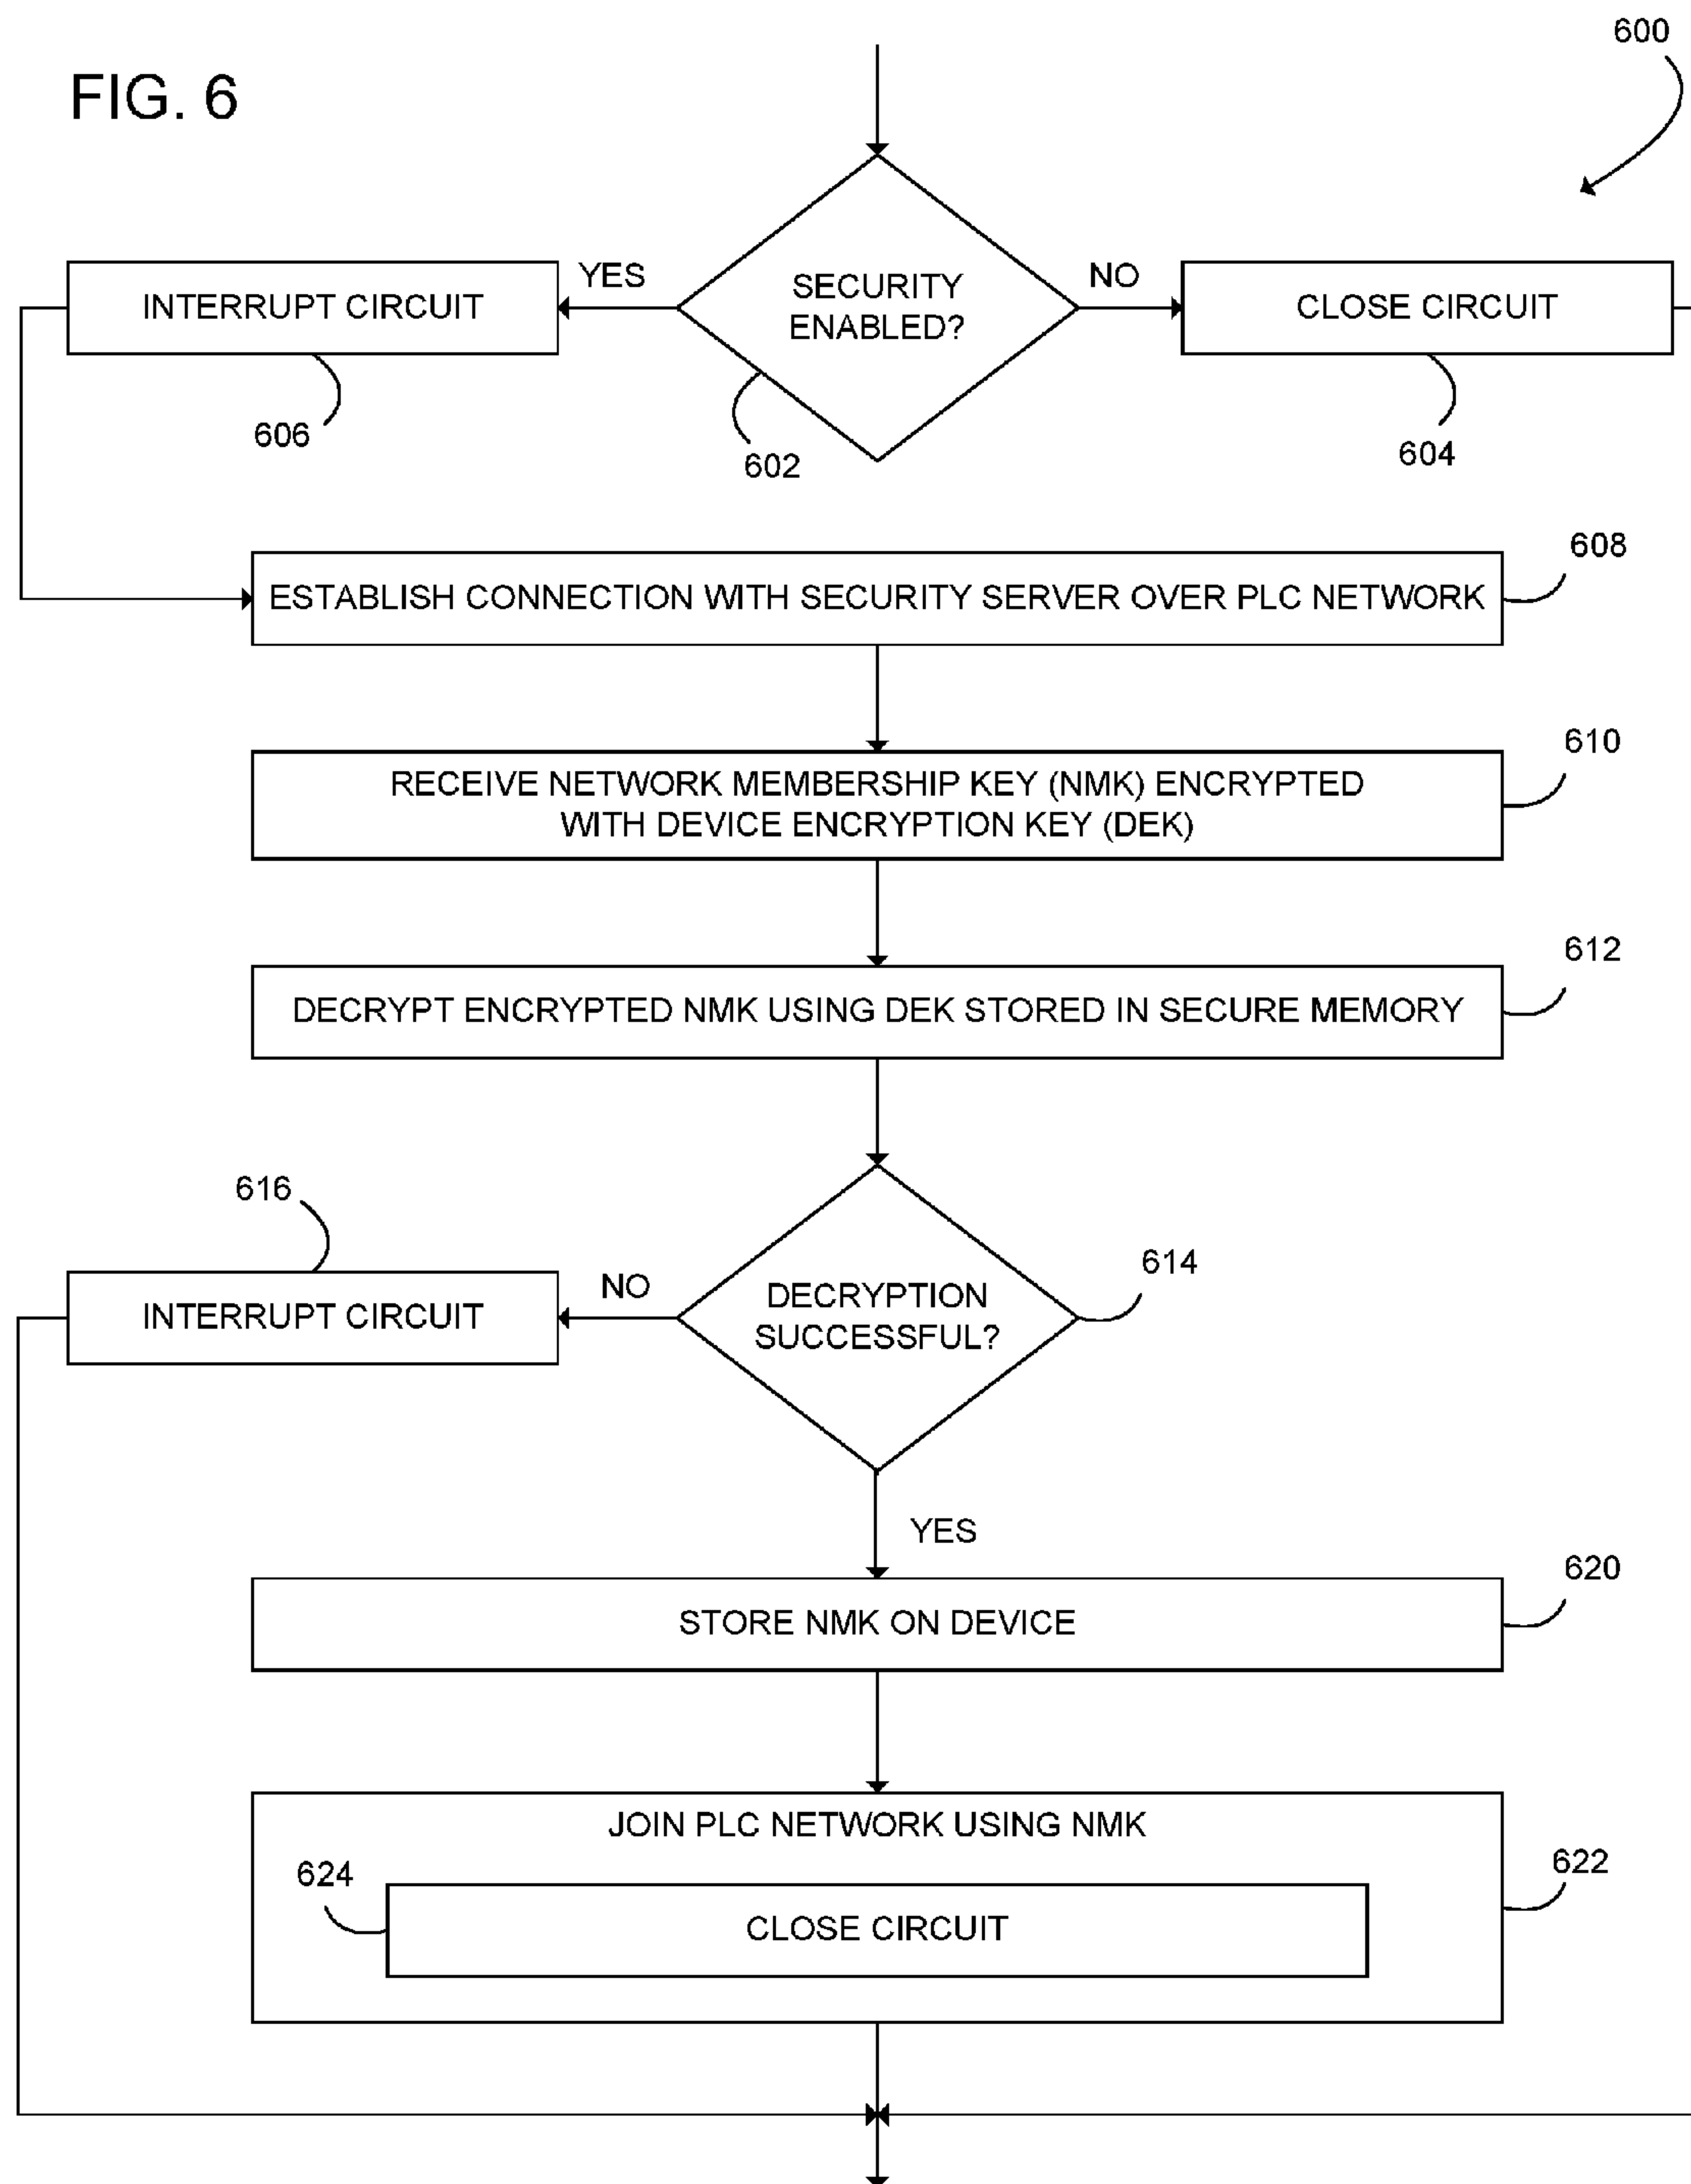 600
FIG. 6
INTERRUPT CIRCUIT
YES
SECURITY
ENABLED?
NO
CLOSE CIRCUIT
606
602
604
608
ESTABLISH CONNECTION WITH SECURITY SERVER OVER PLC NETWORK
610
RECEIVE NETWORK MEMBERSHIP KEY (NMK) ENCRYPTED
WITH DEVICE ENCRYPTION KEY (DEK)
612
DECRYPT ENCRYPTED NMK USING DEK STORED IN SECURE MEMORY
616
614
INTERRUPT CIRCUIT
NO
DECRYPTION
SUCCESSFUL?
YES
620
STORE NMK ON DEVICE
JOIN PLC NETWORK USING NMK
624
622
CLOSE CIRCUIT